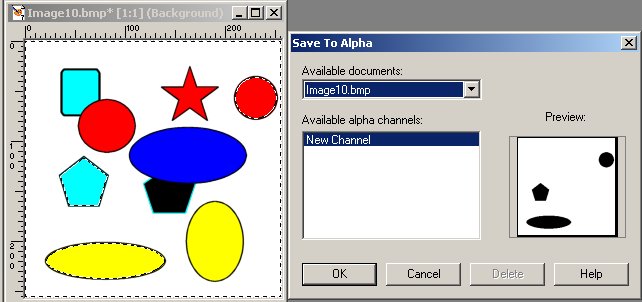 Image10.bmp* [1:1] (Background)
0 100 200
0
100
200
Save To Alpha
Available documents:
Image10.bmp
Available alpha channels:
New Channel
Preview:
OK Cancel Delete Help